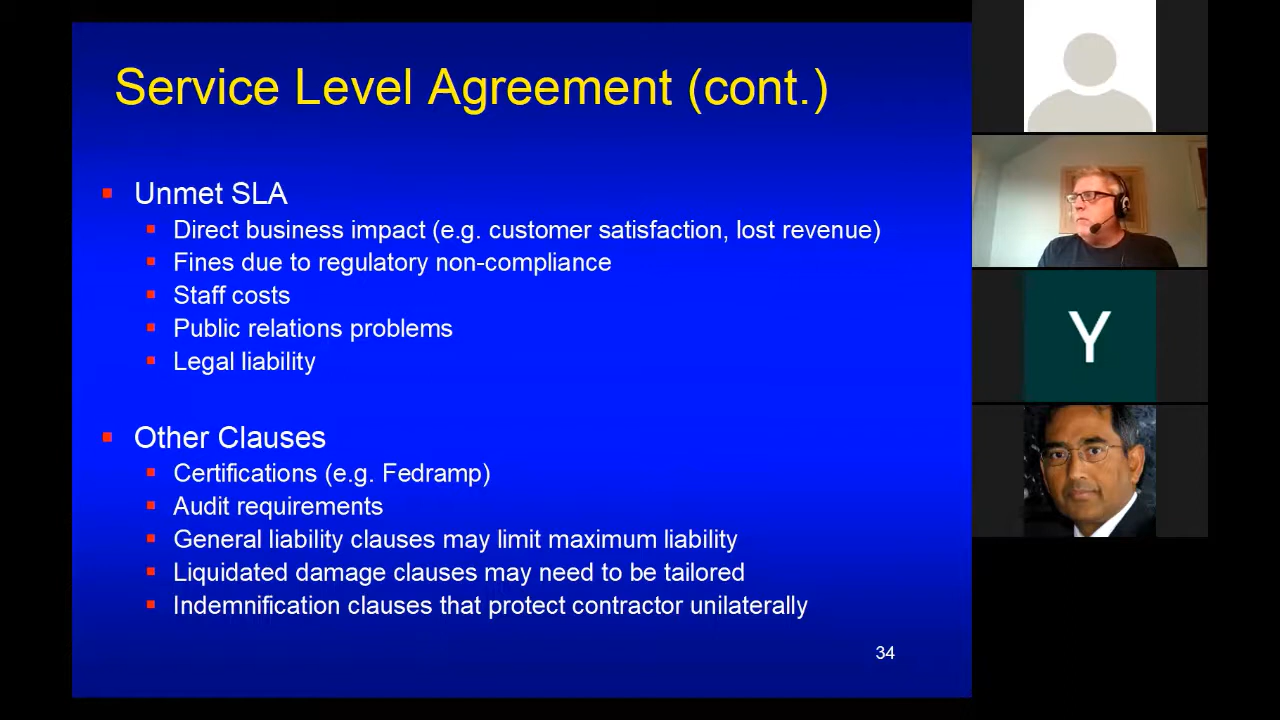 Service Level Agreement (cont.)
Unmet SLA
Direct business impact (e.g. customer satisfaction, lost revenue)
Fines due to regulatory non-compliance
Staff costs
Public relations problems
Legal liability
Other Clauses
Certifications (e.g. Fedramp)
Audit requirements
General liability clauses may limit maximum liability
Liquidated damage clauses may need to be tailored
Indemnification clauses that protect contractor unilaterally
34
Y